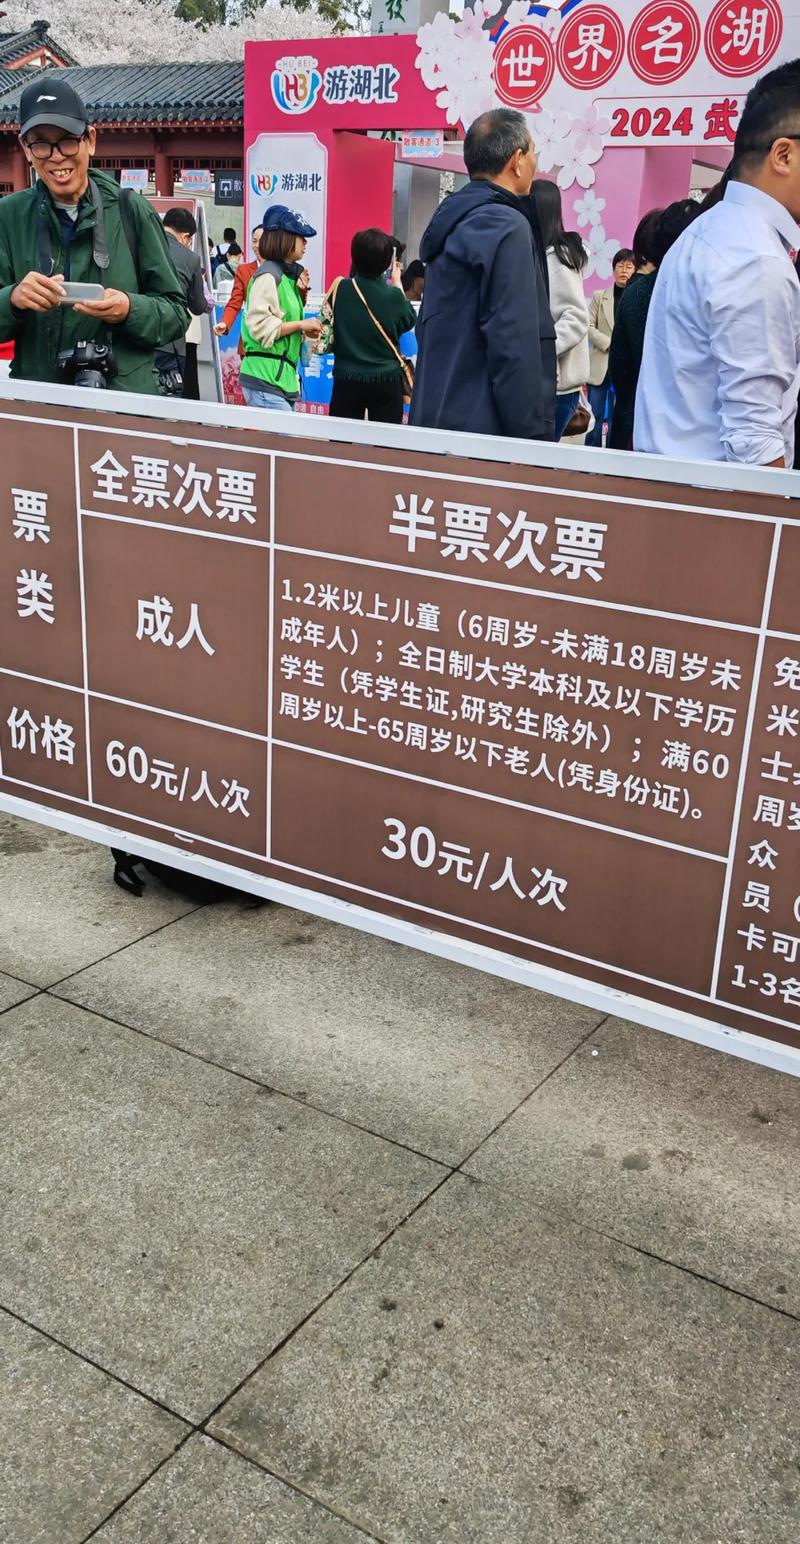 HU BEI
游湖北
世界名湖
2024 武
散客通道
游湖北
票类
全票次票
半票次票
成人
1.2米以上儿童（6周岁-未满18周岁未
成年人）；全日制大学本科及以下学历
学生（凭学生证,研究生除外）；满60
周岁以上-65周岁以下老人(凭身份证)。
价格
60元/人次
30元/人次
免
米
士
周岁
众
员（
卡可
1-3名